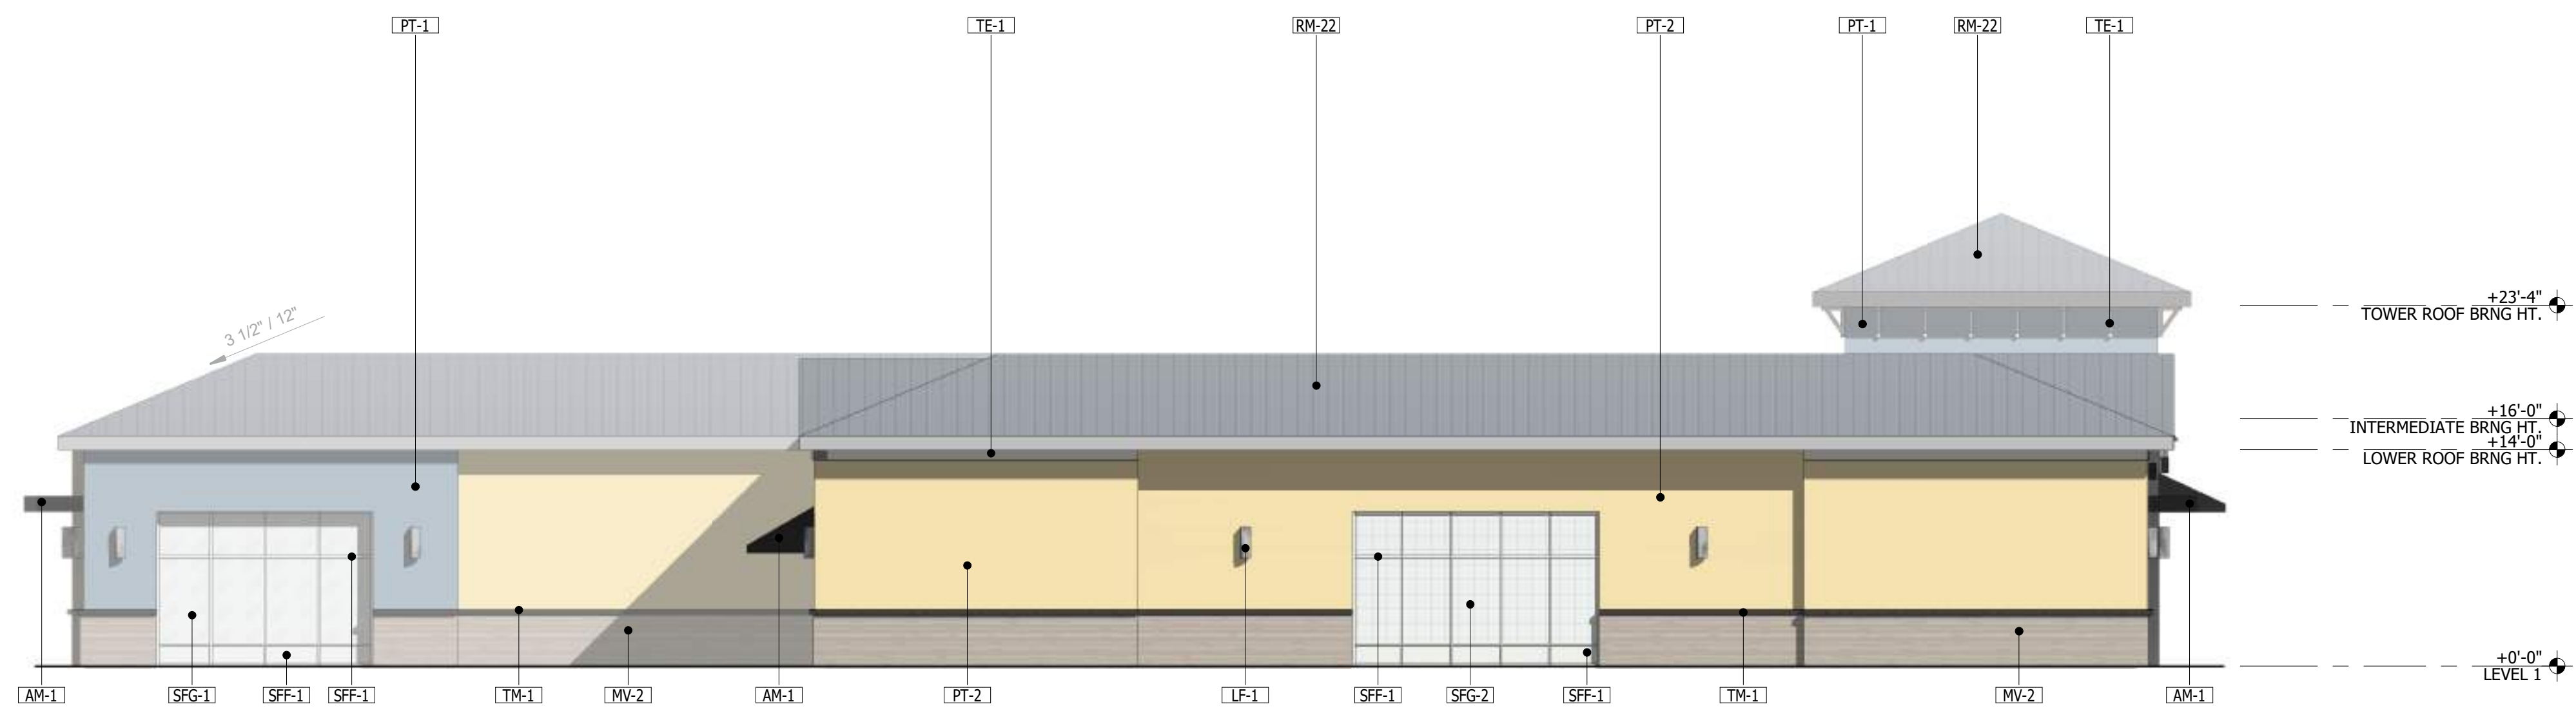 PT-1
TE-1
RM-22
PT-2
PT-1
RM-22
TE-1
3 1/2" / 12"
+23'-4"
TOWER ROOF BRNG HT.
+16'-0"
INTERMEDIATE BRNG HT.
+14'-0"
LOWER ROOF BRNG HT.
+0'-0"
LEVEL 1
AM-1
SFG-1
SFF-1
SFF-1
TM-1
MV-2
AM-1
PT-2
LF-1
SFF-1
SFG-2
SFF-1
TM-1
MV-2
AM-1